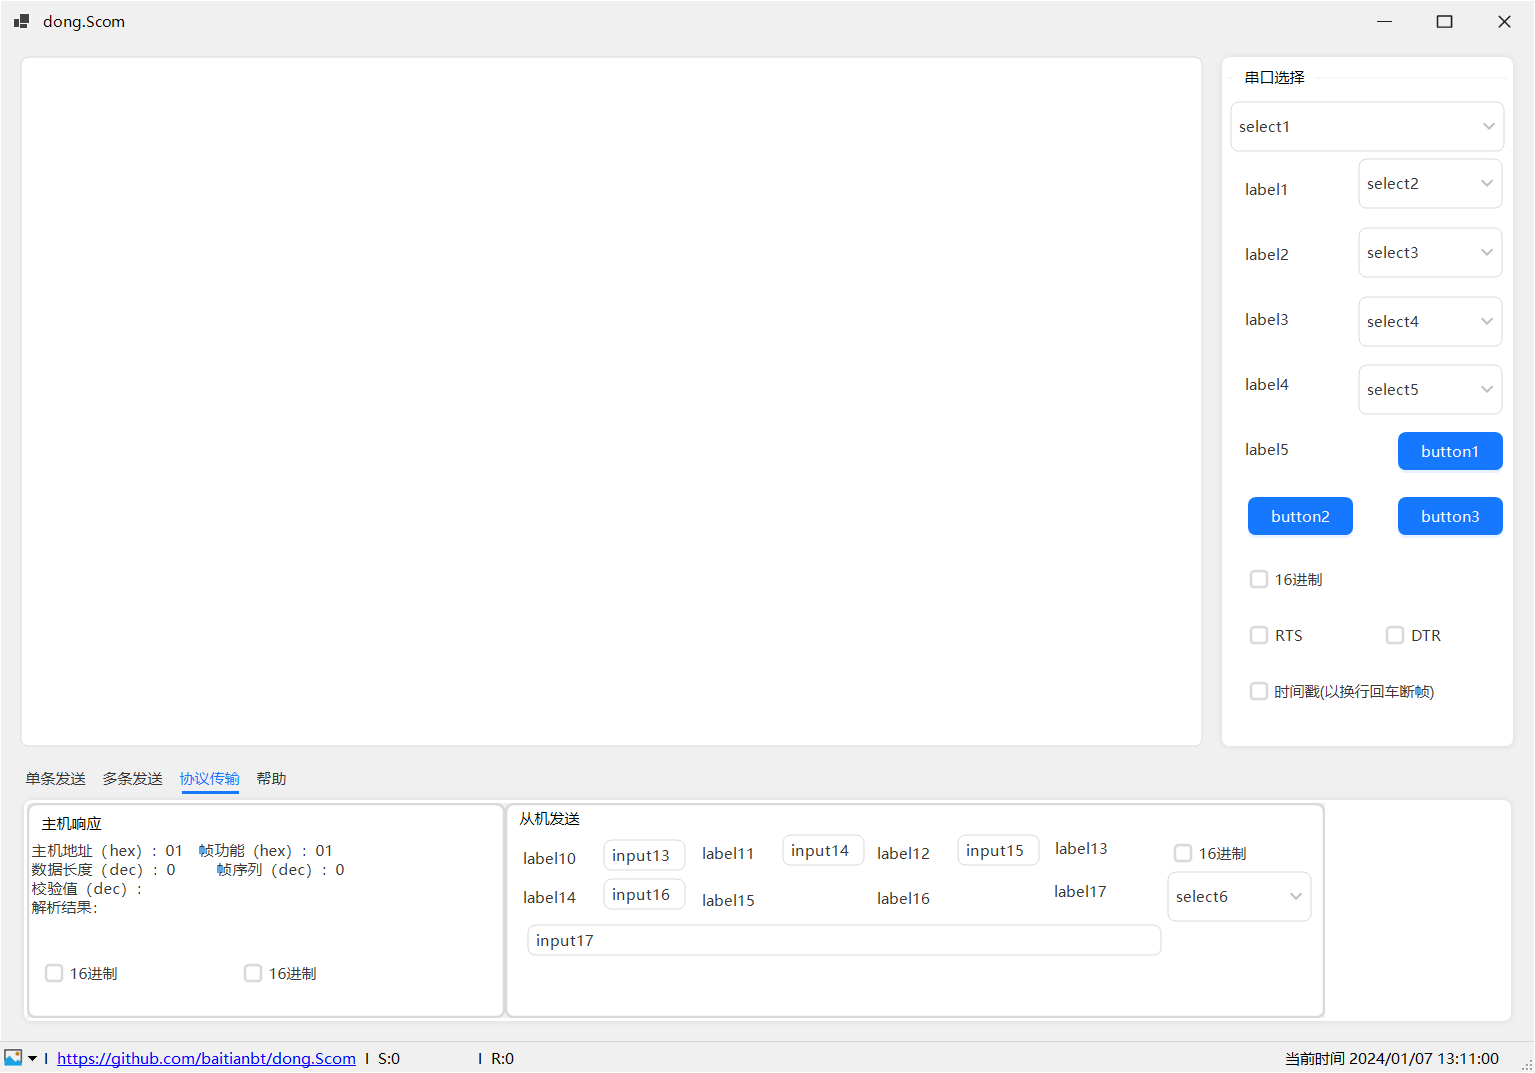 dong.Scom
串口选择
select1
label1
select2
label2
select3
label3
select4
label4
select5
label5
button1
button2
button3
16进制
RTS
DTR
时间戳(以换行回车断帧)
单条发送 多条发送 协议传输 帮助
主机响应
主机地址（hex）: 01 帧功能（hex）: 01
数据长度（dec）: 0 帧序列（dec）: 0
校验值（dec）:
解析结果:
16进制 16进制
从机发送
label10 input13 label11 input14 label12 input15 label13 16进制
label14 input16 label15 label16 label17 select6
input17
I https://github.com/baitianbt/dong.Scom I S:0 I R:0 当前时间 2024/01/07 13:11:00